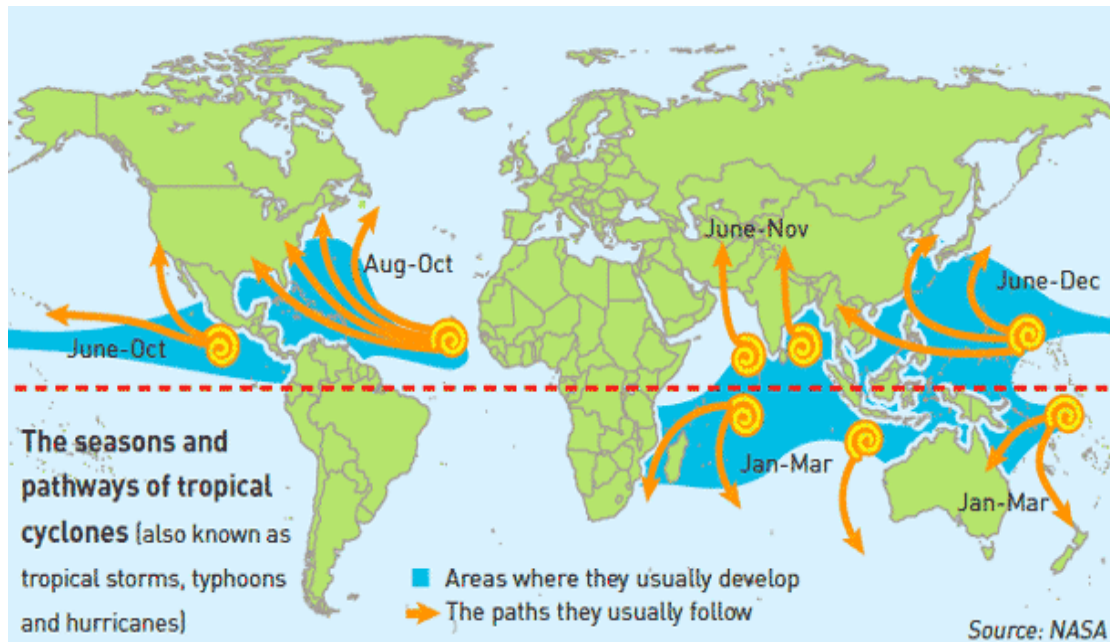 June-Nov
Aug-Oct
June-Dec
June-Oct
The seasons and
pathways of tropical
cyclones (also known as
tropical storms, typhoons
and hurricanes)
Jan-Mar
Jan-Mar
Areas where they usually develop
The paths they usually follow
Source: NASA